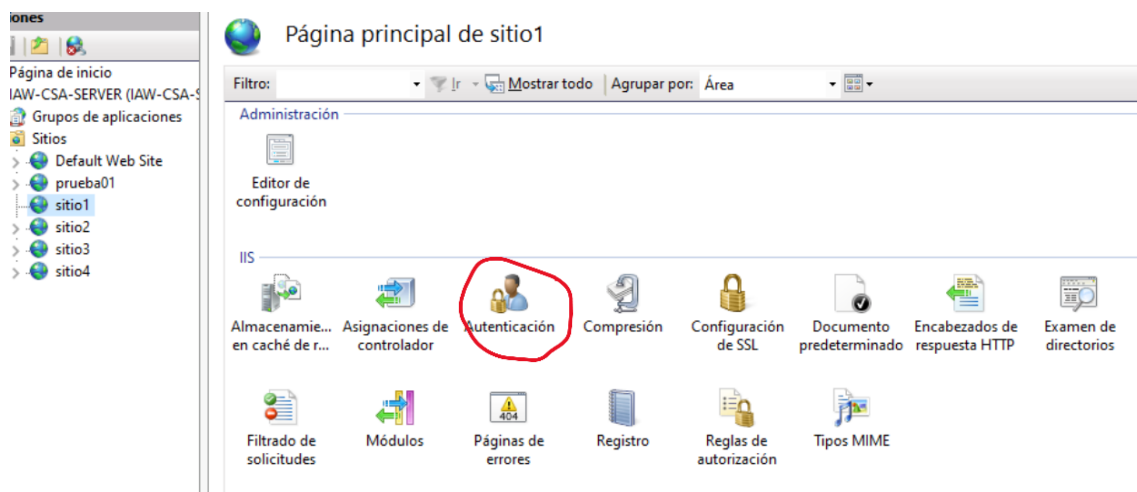 iones
Página principal de sitio1
Página de inicio
IAW-CSA-SERVER (IAW-CSA-S
Grupos de aplicaciones
Sitios
Default Web Site
prueba01
sitio1
sitio2
sitio3
sitio4
Filtro:
Ir
Mostrar todo
Agrupar por:
Área
Administración
Editor de
configuración
IIS
Almacenamie...
en caché de r...
Asignaciones de
controlador
Autenticación
Compresión
Configuración
de SSL
Documento
predeterminado
Encabezados de
respuesta HTTP
Examen de
directorios
Filtrado de
solicitudes
Módulos
404
Páginas de
errores
Registro
Reglas de
autorización
Tipos MIME